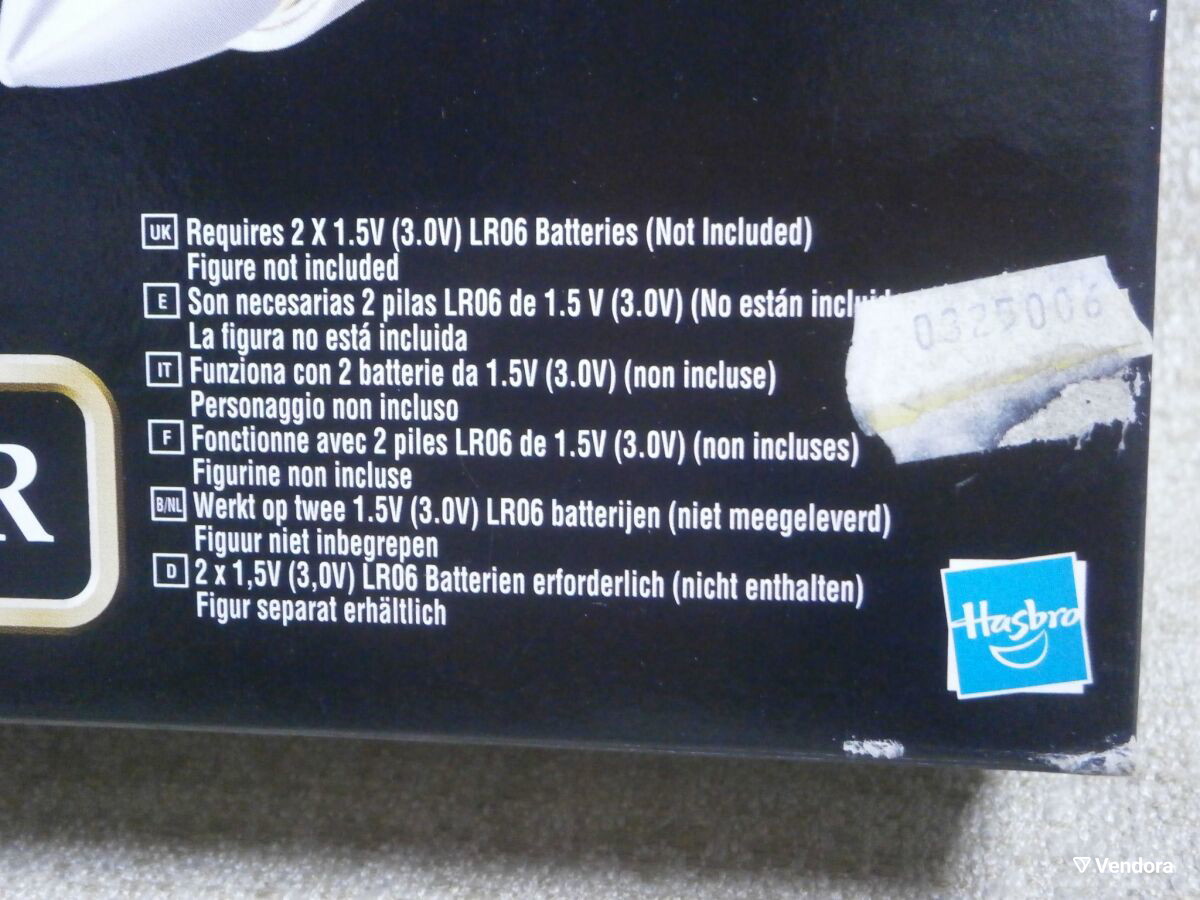 UK Requires 2 X 1.5V (3.0V) LR06 Batteries (Not Included)
Figure not included
E Son necesarias 2 pilas LR06 de 1.5 V (3.0V) (No están
La figura no está incluida
IT Funziona con 2 batterie da 1.5V (3.0V) (non incluse)
Personaggio non incluso
F Fonctionne avec 2 piles LR06 de 1.5V (3.0V) (non incluses)
Figurine non incluse
B/NL Werkt op twee 1.5V (3.0V) LR06 batterijen (niet meegeleverd)
Figuur niet inbegrepen
D 2 x 1,5V (3,0V) LR06 Batterien erforderlich (nicht enthalten)
Figur separat erhältlich
0325006
R
Hasbro
Vendora